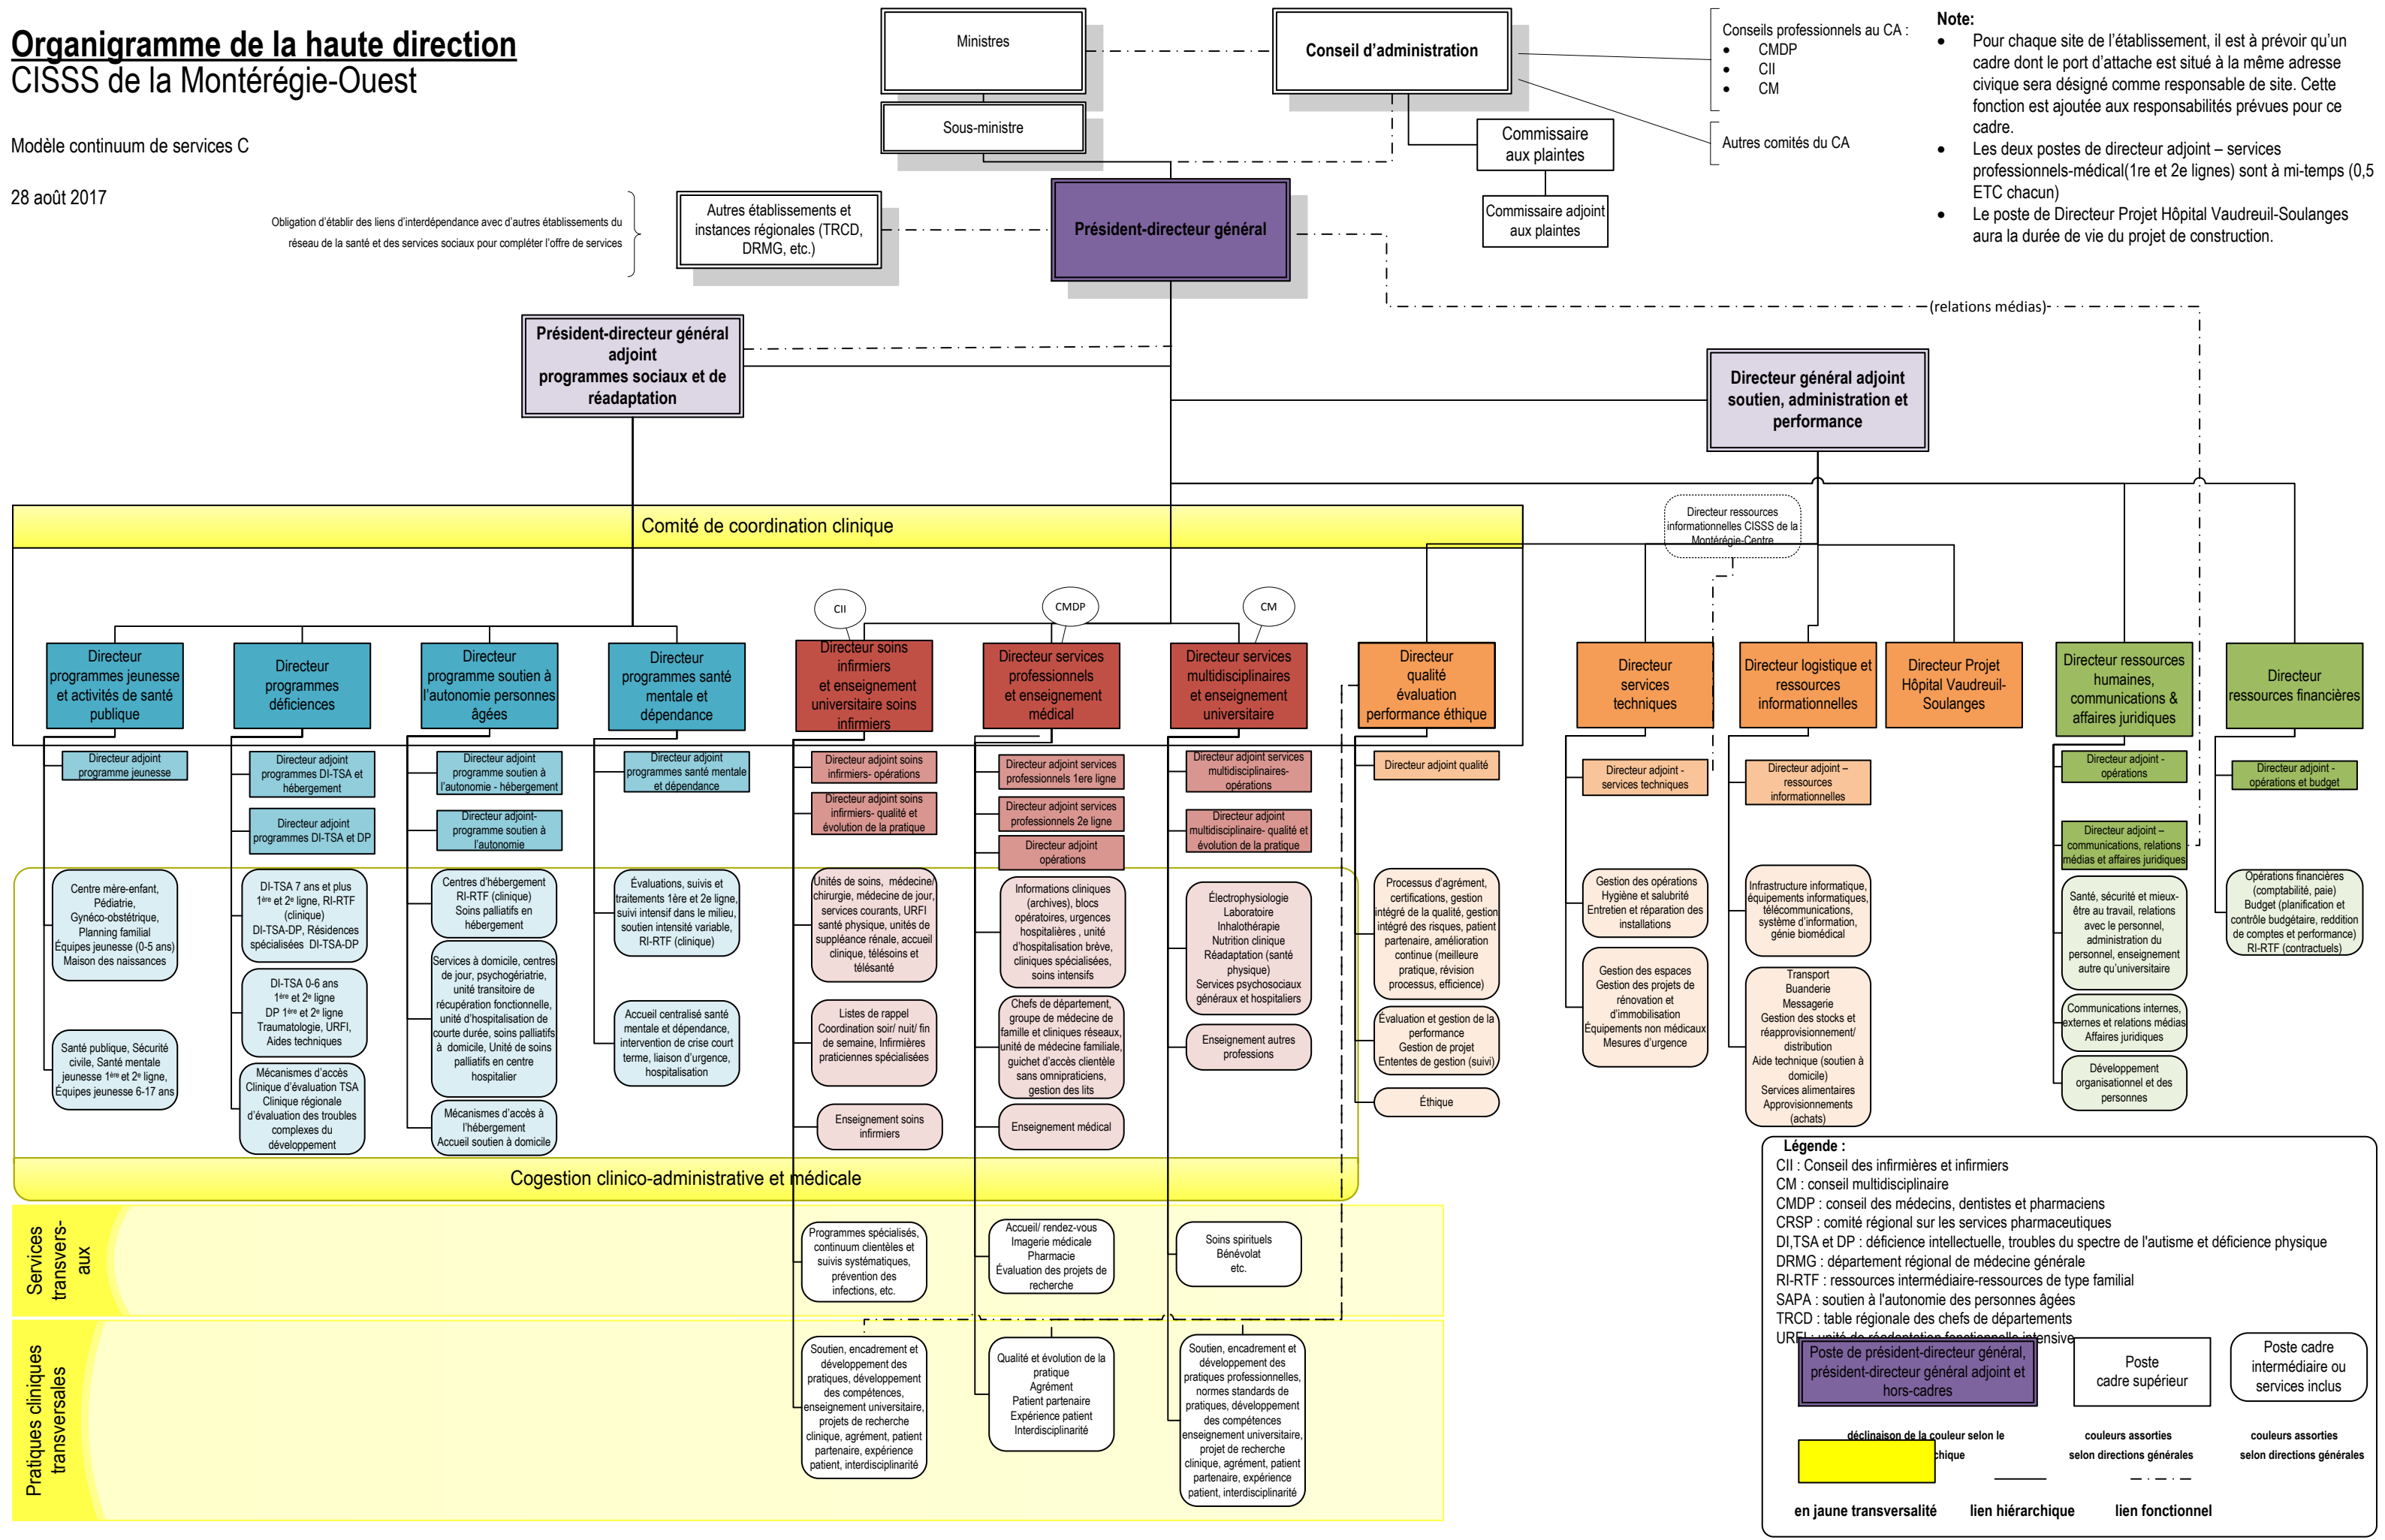 Organigramme de la haute direction
CISSS de la Montérégie-Ouest
Modèle continuum de services C
28 août 2017
Ministres
Sous-ministre
Conseil d’administration
Conseils professionnels au CA :
• CMDP
• CII
• CM
Autres comités du CA
Commissaire
aux plaintes
Commissaire adjoint
aux plaintes
Note:
• Pour chaque site de l’établissement, il est à prévoir qu’un
cadre dont le port d’attache est situé à la même adresse
civique sera désigné comme responsable de site. Cette
fonction est ajoutée aux responsabilités prévues pour ce
cadre.
• Les deux postes de directeur adjoint – services
professionnels-médical(1re et 2e lignes) sont à mi-temps (0,5
ETC chacun)
• Le poste de Directeur Projet Hôpital Vaudreuil-Soulanges
aura la durée de vie du projet de construction.
Obligation d’établir des liens d’interdépendance avec d’autres établissements du
réseau de la santé et des services sociaux pour compléter l’offre de services
Autres établissements et
instances régionales (TRCD,
DRMG, etc.)
Président-directeur général
(relations médias)
Président-directeur général
adjoint
programmes sociaux et de
réadaptation
Directeur général adjoint
soutien, administration et
performance
Comité de coordination clinique
Directeur ressources
informationnelles CISSS de la
Montérégie-Centre
CII
CMDP
CM
Directeur
programmes jeunesse
et activités de santé
publique
Directeur
programmes
déficiences
Directeur
programme soutien à
l’autonomie personnes
âgées
Directeur
programmes santé
mentale et
dépendance
Directeur soins
infirmiers
et enseignement
universitaire soins
infirmiers
Directeur services
professionnels
et enseignement
médical
Directeur services
multidisciplinaires
et enseignement
universitaire
Directeur
qualité
évaluation
performance éthique
Directeur
services
techniques
Directeur logistique et
ressources
informationnelles
Directeur Projet
Hôpital Vaudreuil-
Soulanges
Directeur ressources
humaines,
communications &
affaires juridiques
Directeur
ressources financières
Directeur adjoint
programme jeunesse
Directeur adjoint
programmes DI-TSA et
hébergement
Directeur adjoint
programmes DI-TSA et DP
Directeur adjoint
programme soutien à
l’autonomie - hébergement
Directeur adjoint-
programme soutien à
l’autonomie
Directeur adjoint
programmes santé mentale
et dépendance
Directeur adjoint soins
infirmiers- opérations
Directeur adjoint soins
infirmiers- qualité et
évolution de la pratique
Directeur adjoint services
professionnels 1ere ligne
Directeur adjoint services
professionnels 2e ligne
Directeur adjoint
opérations
Directeur adjoint services
multidisciplinaires-
opérations
Directeur adjoint
multidisciplinaire- qualité et
évolution de la pratique
Directeur adjoint qualité
Directeur adjoint -
services techniques
Directeur adjoint –
ressources
informationnelles
Directeur adjoint -
opérations
Directeur adjoint –
communications, relations
médias et affaires juridiques
Directeur adjoint -
opérations et budget
Centre mère-enfant,
Pédiatrie,
Gynéco-obstétrique,
Planning familial
Équipes jeunesse (0-5 ans)
Maison des naissances
Santé publique, Sécurité
civile, Santé mentale
jeunesse 1ère et 2e ligne,
Équipes jeunesse 6-17 ans
DI-TSA 7 ans et plus
1ère et 2e ligne, RI-RTF
(clinique)
DI-TSA-DP, Résidences
spécialisées DI-TSA-DP
DI-TSA 0-6 ans
1ère et 2e ligne
DP 1ère et 2e ligne
Traumatologie, URFI,
Aides techniques
Mécanismes d’accès
Clinique d’évaluation TSA
Clinique régionale
d’évaluation des troubles
complexes du
développement
Centres d’hébergement
RI-RTF (clinique)
Soins palliatifs en
hébergement
Services à domicile, centres
de jour, psychogériatrie,
unité transitoire de
récupération fonctionnelle,
unité d’hospitalisation de
courte durée, soins palliatifs
à domicile, Unité de soins
palliatifs en centre
hospitalier
Mécanismes d’accès à
l’hébergement
Accueil soutien à domicile
Évaluations, suivis et
traitements 1ère et 2e ligne,
suivi intensif dans le milieu,
soutien intensité variable,
RI-RTF (clinique)
Accueil centralisé santé
mentale et dépendance,
intervention de crise court
terme, liaison d’urgence,
hospitalisation
Unités de soins, médecine/
chirurgie, médecine de jour,
services courants, URFI
santé physique, unités de
suppléance rénale, accueil
clinique, télésoins et
télésanté
Listes de rappel
Coordination soir/ nuit/ fin
de semaine, Infirmières
praticiennes spécialisées
Enseignement soins
infirmiers
Informations cliniques
(archives), blocs
opératoires, urgences
hospitalières , unité
d’hospitalisation brève,
cliniques spécialisées,
soins intensifs
Chefs de département,
groupe de médecine de
famille et cliniques réseaux,
unité de médecine familiale,
guichet d’accès clientèle
sans omnipraticiens,
gestion des lits
Enseignement médical
Électrophysiologie
Laboratoire
Inhalothérapie
Nutrition clinique
Réadaptation (santé
physique)
Services psychosociaux
généraux et hospitaliers
Enseignement autres
professions
Processus d’agrément,
certifications, gestion
intégré de la qualité, gestion
intégré des risques, patient
partenaire, amélioration
continue (meilleure
pratique, révision
processus, efficience)
Évaluation et gestion de la
performance
Gestion de projet
Ententes de gestion (suivi)
Éthique
Gestion des opérations
Hygiène et salubrité
Entretien et réparation des
installations
Gestion des espaces
Gestion des projets de
rénovation et
d’immobilisation
Équipements non médicaux
Mesures d’urgence
Infrastructure informatique,
équipements informatiques,
télécommunications,
système d’information,
génie biomédical
Transport
Buanderie
Messagerie
Gestion des stocks et
réapprovisionnement/
distribution
Aide technique (soutien à
domicile)
Services alimentaires
Approvisionnements
(achats)
Santé, sécurité et mieux-
être au travail, relations
avec le personnel,
administration du
personnel, enseignement
autre qu’universitaire
Communications internes,
externes et relations médias
Affaires juridiques
Développement
organisationnel et des
personnes
Opérations financières
(comptabilité, paie)
Budget (planification et
contrôle budgétaire, reddition
de comptes et performance)
RI-RTF (contractuels)
Cogestion clinico-administrative et médicale
Services
transvers-
aux
Programmes spécialisés,
continuum clientèles et
suivis systématiques,
prévention des
infections, etc.
Accueil/ rendez-vous
Imagerie médicale
Pharmacie
Évaluation des projets de
recherche
Soins spirituels
Bénévolat
etc.
Pratiques cliniques
transversales
Soutien, encadrement et
développement des
pratiques, développement
des compétences,
enseignement universitaire,
projets de recherche
clinique, agrément, patient
partenaire, expérience
patient, interdisciplinarité
Qualité et évolution de la
pratique
Agrément
Patient partenaire
Expérience patient
Interdisciplinarité
Soutien, encadrement et
développement des
pratiques professionnelles,
normes standards de
pratiques, développement
des compétences
enseignement universitaire,
projet de recherche
clinique, agrément, patient
partenaire, expérience
patient, interdisciplinarité
Légende :
CII : Conseil des infirmières et infirmiers
CM : conseil multidisciplinaire
CMDP : conseil des médecins, dentistes et pharmaciens
CRSP : comité régional sur les services pharmaceutiques
DI,TSA et DP : déficience intellectuelle, troubles du spectre de l'autisme et déficience physique
DRMG : département régional de médecine générale
RI-RTF : ressources intermédiaire-ressources de type familial
SAPA : soutien à l'autonomie des personnes âgées
TRCD : table régionale des chefs de départements
URFI : unité de réadaptation fonctionnelle intensive
Poste de président-directeur général,
président-directeur général adjoint et
hors-cadres
Poste
cadre supérieur
Poste cadre
intermédiaire ou
services inclus
déclinaison de la couleur selon le
couleurs assorties
selon directions générales
couleurs assorties
selon directions générales
en jaune transversalité
lien hiérarchique
lien fonctionnel